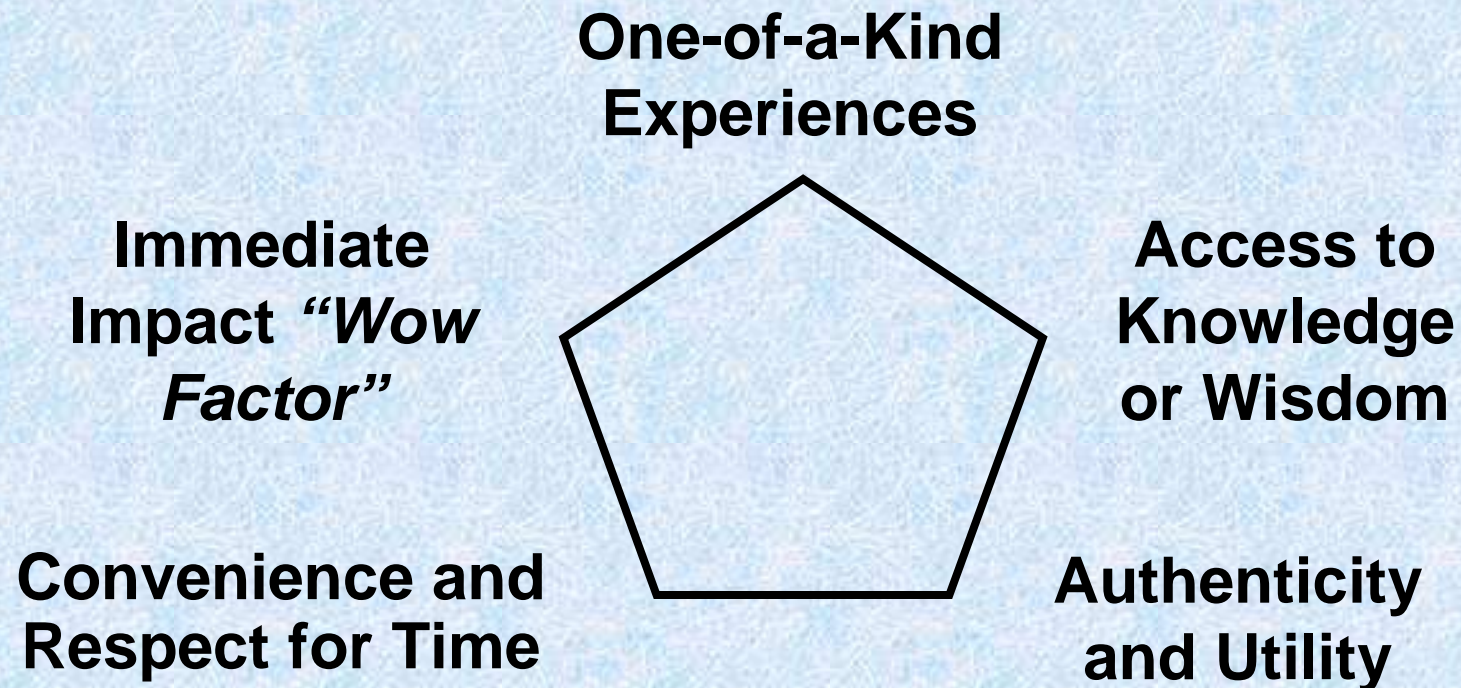 One-of-a-Kind
Experiences
Immediate
Impact “Wow
Factor”
Access to
Knowledge
or Wisdom
Convenience and
Respect for Time
Authenticity
and Utility